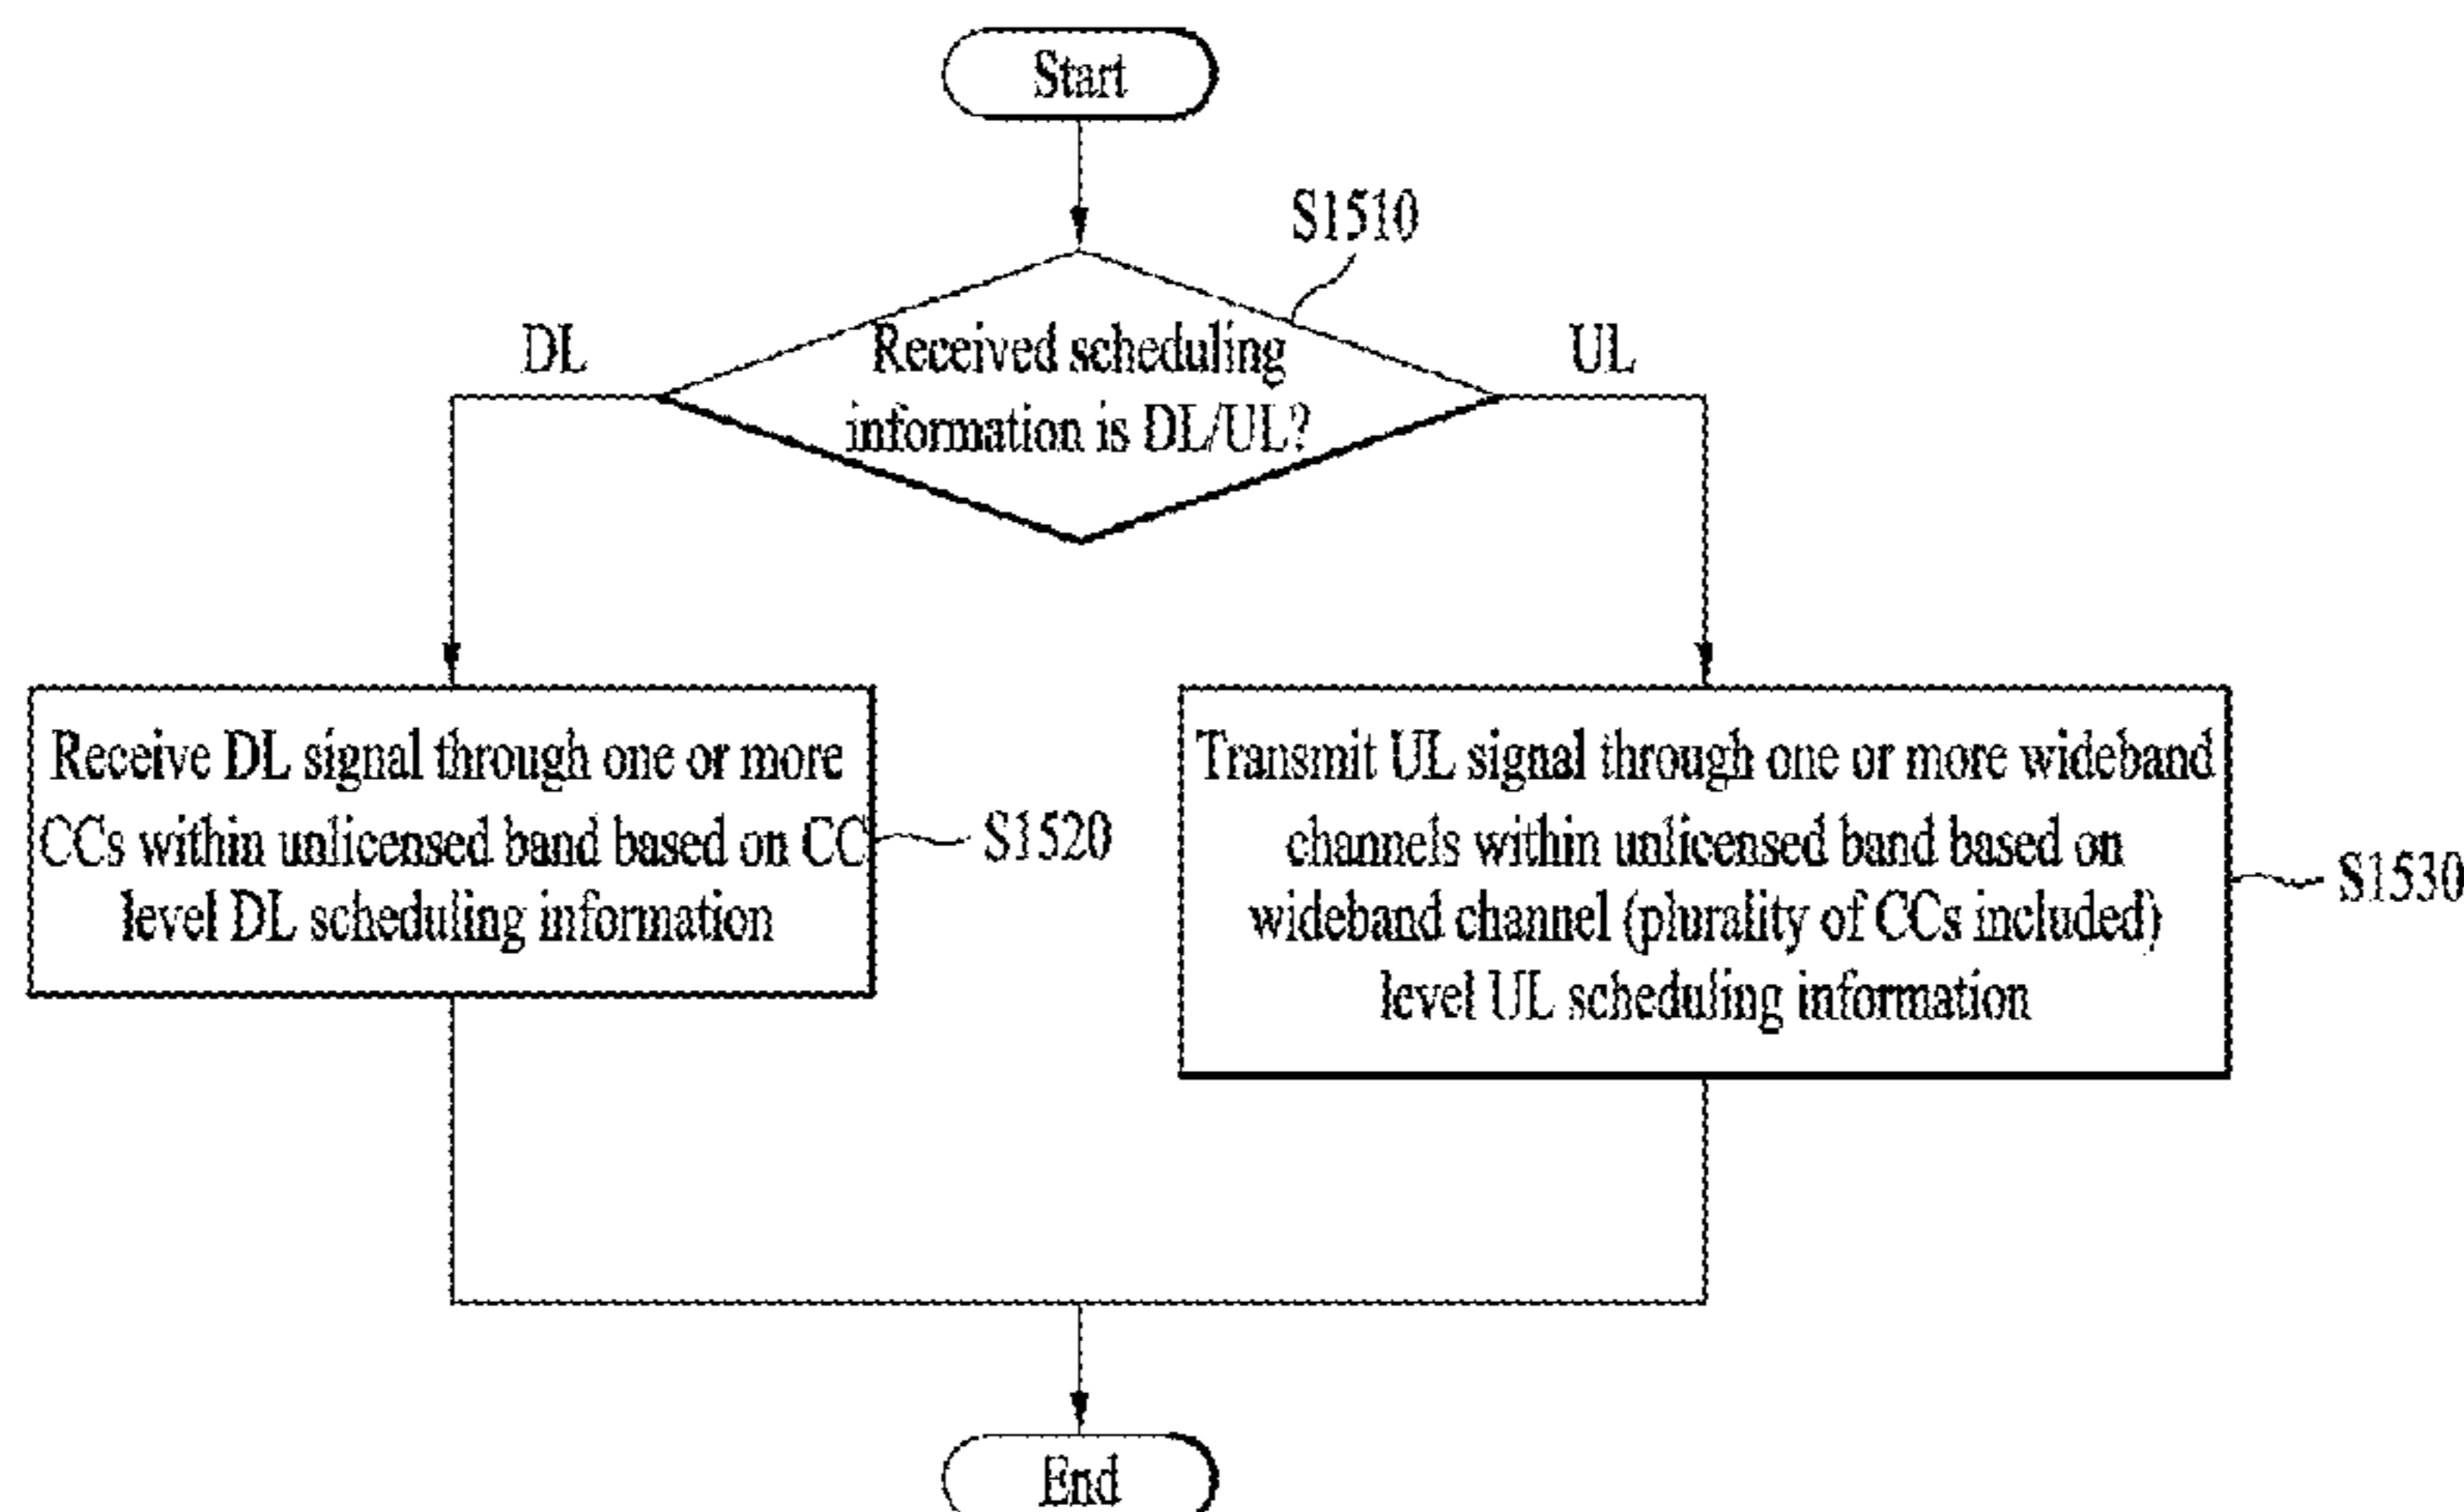 Start
S1510
DL
Received scheduling
information is DL/UL?
UL
Receive DL signal through one or more
CCs within unlicensed band based on CC
level DL scheduling information
S1520
Transmit UL signal through one or more wideband
channels within unlicensed band based on
wideband channel (plurality of CCs included)
level UL scheduling information
S1530
End